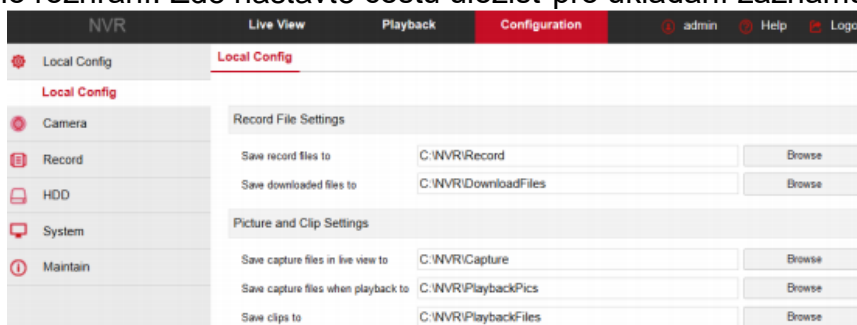 NVR Live View Playback Configuration admin Help Logo
Local Config Local Config
Local Config
Camera Record File Settings
Record Save record files to C:\NVR\Record Browse
HDD Save downloaded files to C:\NVR\DownloadFiles Browse
System Picture and Clip Settings
Maintain Save capture files in live view to C:\NVR\Capture Browse
Save capture files when playback to C:\NVR\PlaybackPics Browse
Save clips to C:\NVR\PlaybackFiles Browse